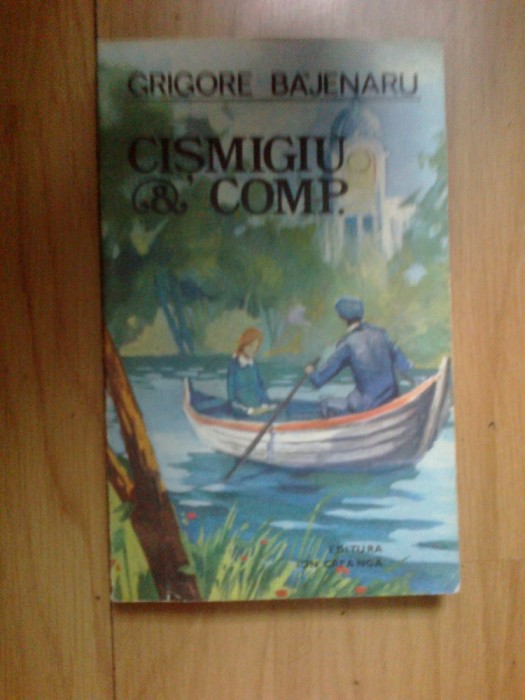 GRIGORE BĂJENARU
CIȘMIGIU
& COMP.
EDITURA
ION CREANGĂ